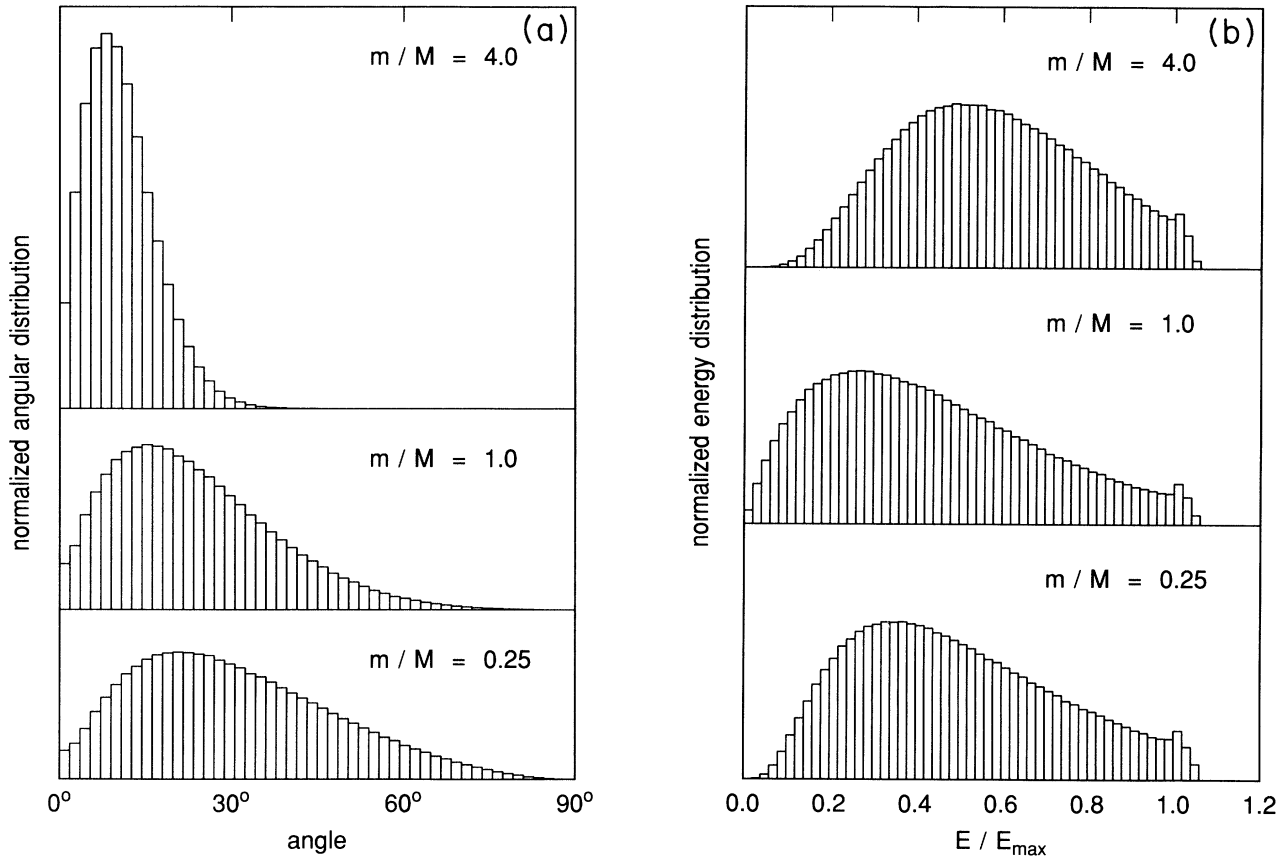 (a)
m / M = 4.0
m / M = 1.0
m / M = 0.25
normalized angular distribution
0° 30° 60° 90°
angle
(b)
m / M = 4.0
m / M = 1.0
m / M = 0.25
normalized energy distribution
0.0 0.2 0.4 0.6 0.8 1.0 1.2
E / Emax